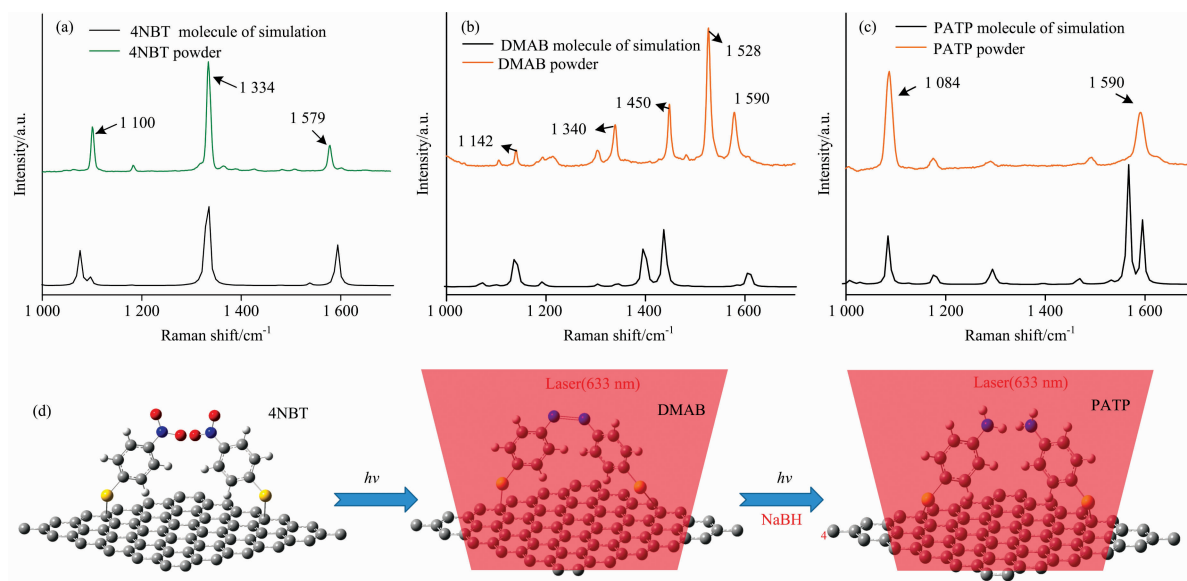 (a)
4NBT molecule of simulation
4NBT powder
1 334
1 100
1 579
Intensity/a.u.
1 000
1 200
1 400
1 600
Raman shift/cm-1
(b)
DMAB molecule of simulation
DMAB powder
1 528
1 450
1 590
1 340
1 142
Intensity/a.u.
1 000
1 200
1 400
1 600
Raman shift/cm-1
(c)
PATP molecule of simulation
PATP powder
1 084
1 590
Intensity/a.u.
1 000
1 200
1 400
1 600
Raman shift/cm-1
(d)
4NBT
hv
Laser(633 nm)
DMAB
hv
NaBH
4
Laser(633 nm)
PATP